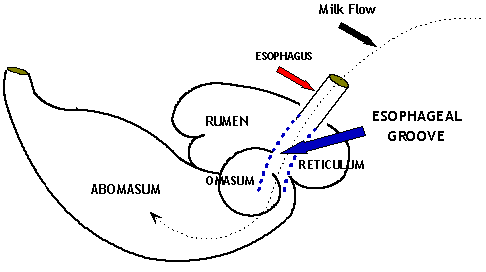 Milk Flow
ESOPHAGUS
ESOPHAGEAL
GROOVE
RUMEN
RETICULUM
OMASUM
ABOMASUM